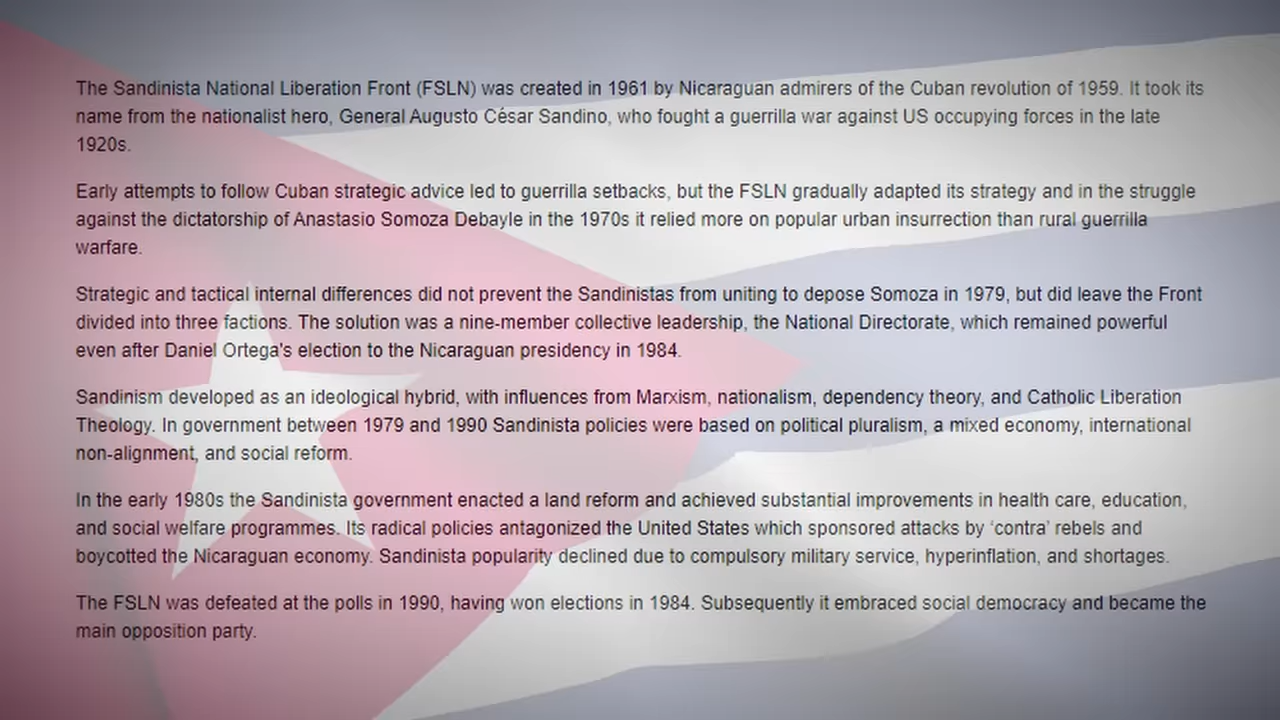 The Sandinista National Liberation Front (FSLN) was created in 1961 by Nicaraguan admirers of the Cuban revolution of 1959. It took its
name from the nationalist hero, General Augusto César Sandino, who fought a guerrilla war against US occupying forces in the late
1920s.
Early attempts to follow Cuban strategic advice led to guerrilla setbacks, but the FSLN gradually adapted its strategy and in the struggle
against the dictatorship of Anastasio Somoza Debayle in the 1970s it relied more on popular urban insurrection than rural guerrilla
warfare.
Strategic and tactical internal differences did not prevent the Sandinistas from uniting to depose Somoza in 1979, but did leave the Front
divided into three factions. The solution was a nine-member collective leadership, the National Directorate, which remained powerful
even after Daniel Ortega's election to the Nicaraguan presidency in 1984.
Sandinism developed as an ideological hybrid, with influences from Marxism, nationalism, dependency theory, and Catholic Liberation
Theology. In government between 1979 and 1990 Sandinista policies were based on political pluralism, a mixed economy, international
non-alignment, and social reform.
In the early 1980s the Sandinista government enacted a land reform and achieved substantial improvements in health care, education,
and social welfare programmes. Its radical policies antagonized the United States which sponsored attacks by ‘contra’ rebels and
boycotted the Nicaraguan economy. Sandinista popularity declined due to compulsory military service, hyperinflation, and shortages.
The FSLN was defeated at the polls in 1990, having won elections in 1984. Subsequently it embraced social democracy and became the
main opposition party.